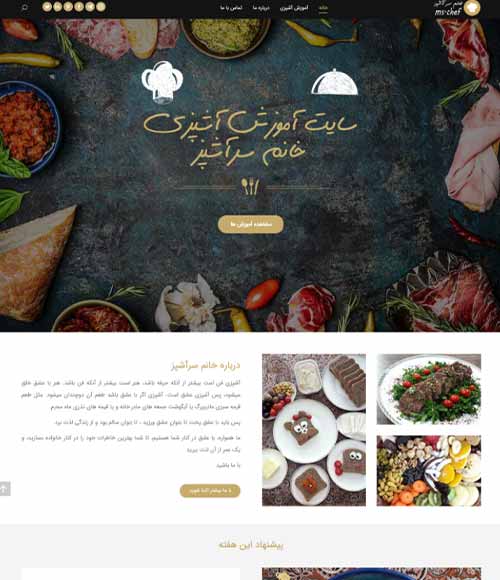 خانم سرآشپز
ms-chef
خانه
آموزش آشپزی
درباره ما
تماس با ما
سایت آموزش آشپزی
خانم سرآشپز
مشاهده آموزش ها
درباره خانم سرآشپز
آشپزی فن است بیشتر از آنکه حرفه باشد، هنر است بیشتر از آنکه فن باشد. هنر با عشق خلق
میشود، پس آشپزی عشق است. آشپزی اگر با عشق باشد طعم آن دوچندان میشود. مثل طعم
قرمه سبزی مادربزرگ یا آبگوشت جمعه های مادرخانه و یا قیمه های نذری ماه محرم.
پس باید با عشق پخت تا بتوان عشق ورزید ، تا بتوان سالم بود و از زندگی لذت برد.
ما همواره با عشق در کنار شما هستیم، تا شما بهترین خاطرات خود را در کنار خانواده بسازید و
یک عمر از آن لذت ببرید
با ما باشید.
با ما بیشتر آشنا شوید
پیشنهاد این هفته